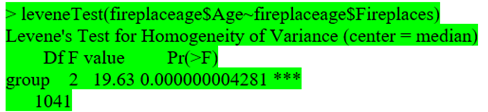 > leveneTest(fireplaceage$Age~fireplaceage$Fireplaces)
Levene's Test for Homogeneity of Variance (center = median)
Df F value Pr(>F)
group 2 19.63 0.000000004281 ***
1041